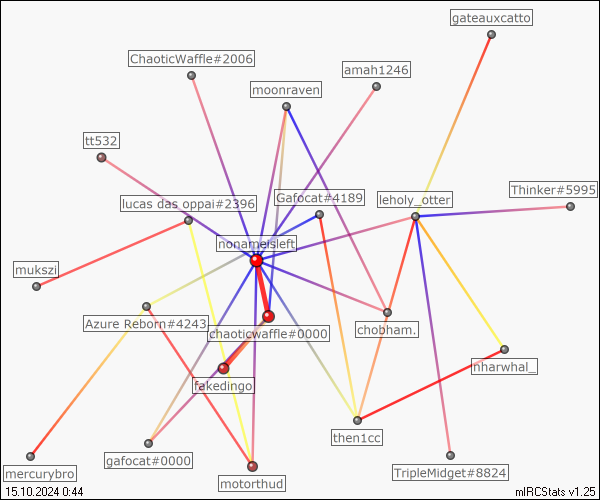 gateauxcatto
ChaoticWaffle#2006
amah1246
moonraven
tt532
Thinker#5995
Gafocat#4189
leholy_otter
lucas das oppai#2396
nonameisleft
mukszi
Azure Reborn#4243
chaoticwaffle#0000
chobham.
nharwhal_
fakedingo
then1cc
gafocat#0000
mercurybro
TripleMidget#8824
motorthud
15.10.2024 0:44
mIRCStats v1.25